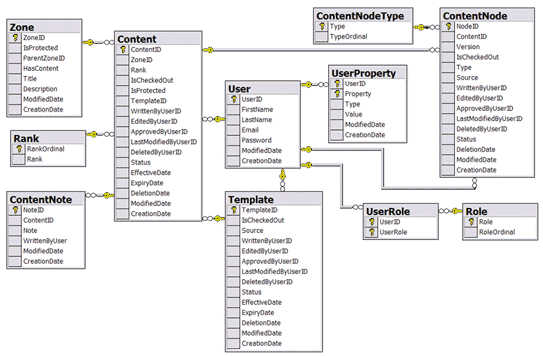 Zone
ZoneID
IsProtected
ParentZoneID
HasContent
Title
Description
ModifiedDate
CreationDate
Rank
RankOrdinal
Rank
ContentNote
NoteID
ContentID
Note
WrittenByUser
ModifiedDate
CreationDate
Content
ContentID
ZoneID
Rank
IsCheckedOut
IsProtected
TemplateID
WrittenByUserID
EditedByUserID
ApprovedByUserID
LastModifiedByUserID
DeletedByUserID
Status
EffectiveDate
ExpiryDate
DeletionDate
ModifiedDate
CreationDate
User
UserID
FirstName
LastName
Email
Password
ModifiedDate
CreationDate
Template
TemplateID
IsCheckedOut
Source
WrittenByUserID
EditedByUserID
ApprovedByUserID
LastModifiedByUserID
DeletedByUserID
Status
EffectiveDate
ExpiryDate
DeletionDate
ModifiedDate
CreationDate
ContentNodeType
Type
TypeOrdinal
UserProperty
UserID
Property
Type
Value
ModifiedDate
CreationDate
ContentNode
NodeID
ContentID
Version
IsCheckedOut
Type
Source
WrittenByUserID
EditedByUserID
ApprovedByUserID
LastModifiedByUserID
DeletedByUserID
Status
DeletionDate
ModifiedDate
CreationDate
UserRole
UserID
UserRole
Role
Role
RoleOrdinal